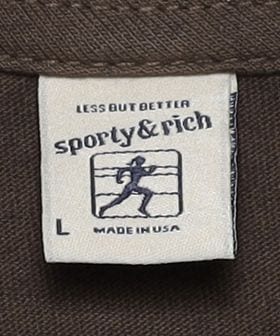 LESS BUT BETTER
sporty & rich
L
MADE IN USA